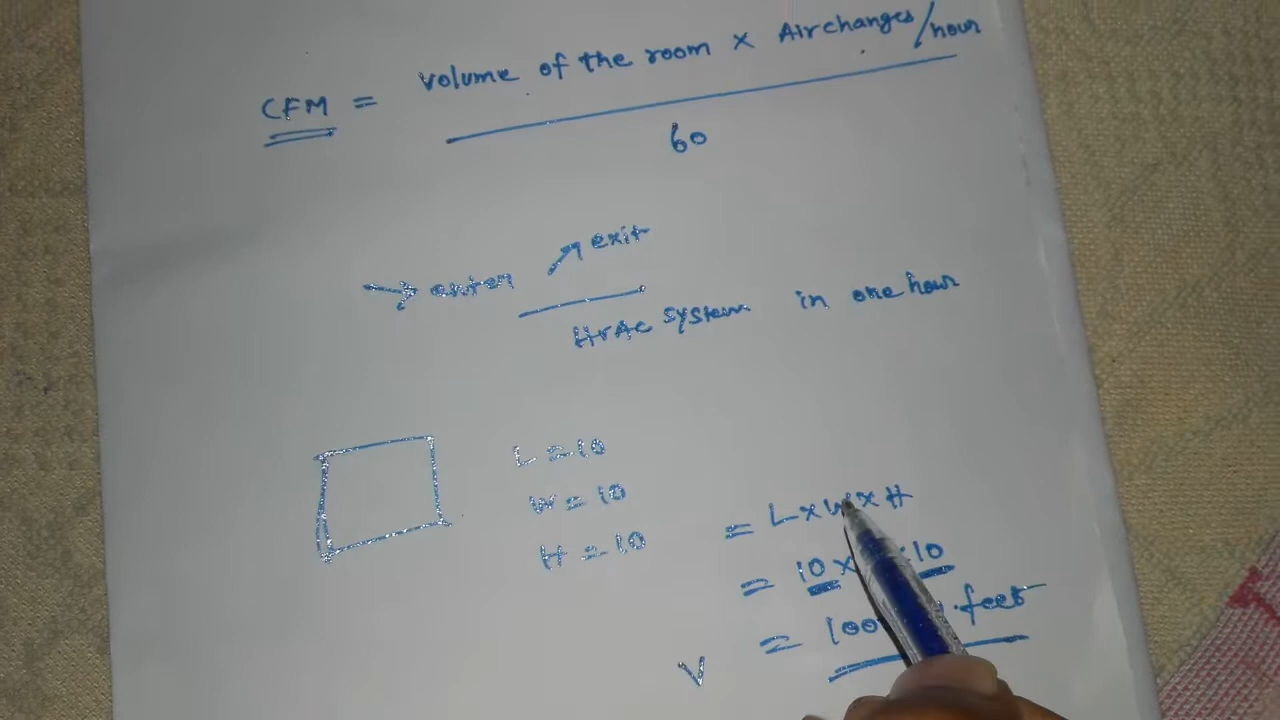 volume of the room × Airchanges/hour
CFM =
60
→ enter ↗ exit
HVAC system in one hour
L = 10
W = 10
H = 10
= L × W × H
= 10 × 10
= 100 feet
V